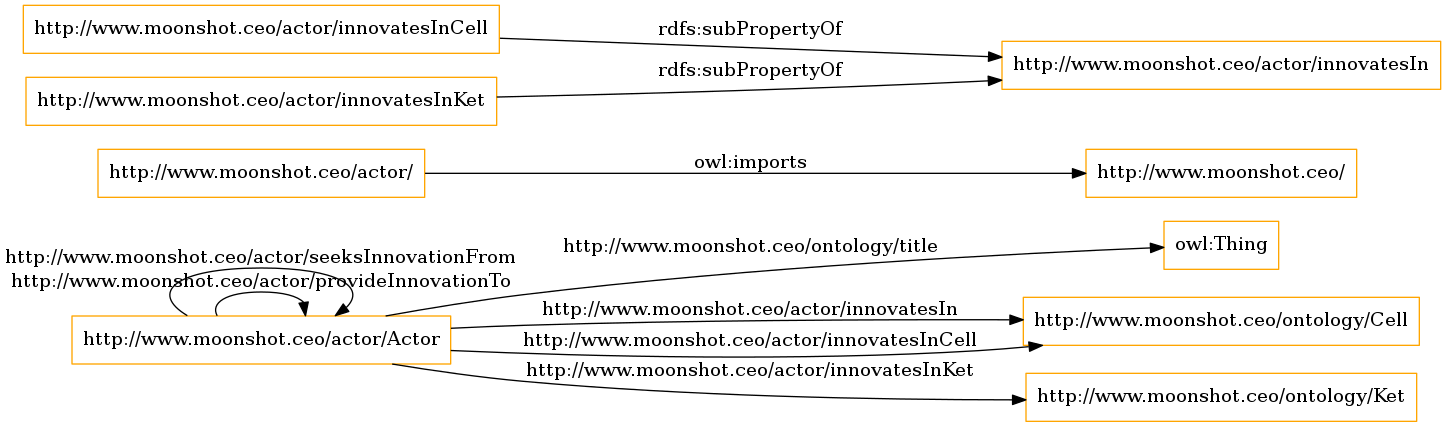 http://www.moonshot.ceo/actor/innovatesInCell
rdfs:subPropertyOf
http://www.moonshot.ceo/actor/innovatesIn
rdfs:subPropertyOf
http://www.moonshot.ceo/actor/innovatesInKet
http://www.moonshot.ceo/actor/
owl:imports
http://www.moonshot.ceo/
http://www.moonshot.ceo/ontology/title
owl:Thing
http://www.moonshot.ceo/actor/seeksInnovationFrom
http://www.moonshot.ceo/actor/provideInnovationTo
http://www.moonshot.ceo/actor/Actor
http://www.moonshot.ceo/actor/innovatesIn
http://www.moonshot.ceo/ontology/Cell
http://www.moonshot.ceo/actor/innovatesInCell
http://www.moonshot.ceo/actor/innovatesInKet
http://www.moonshot.ceo/ontology/Ket